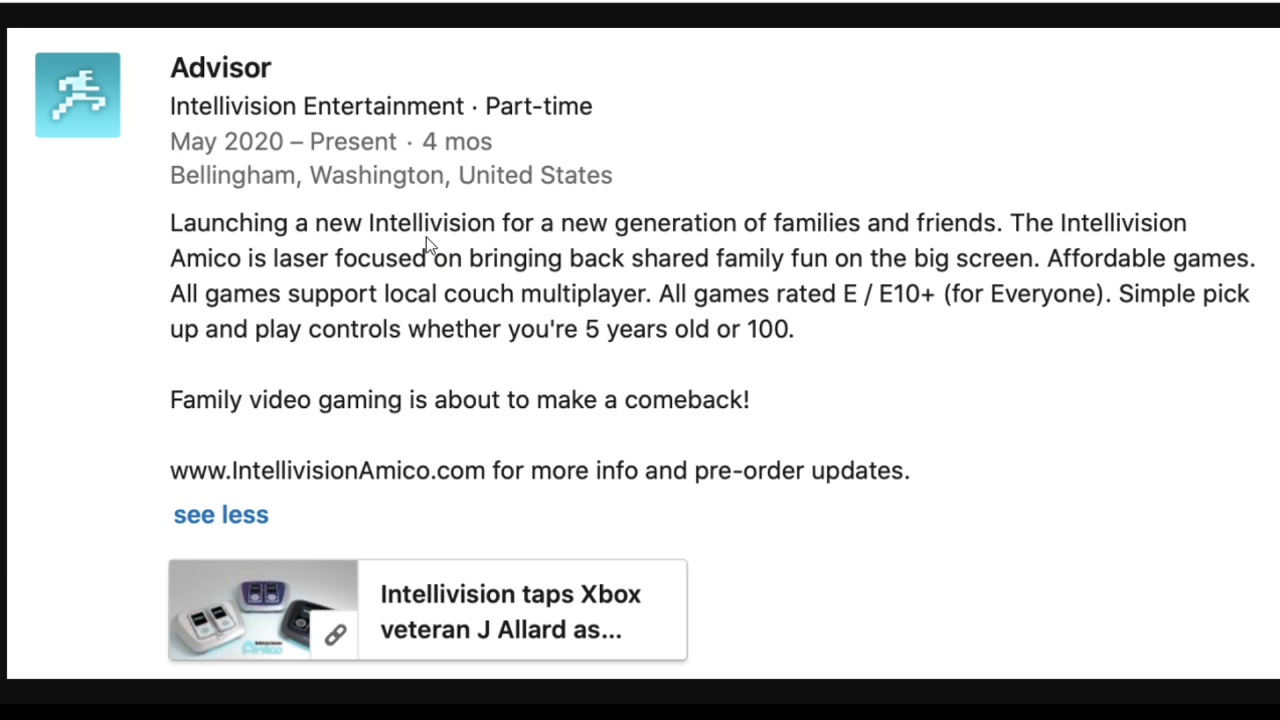 Advisor
Intellivision Entertainment · Part-time
May 2020 – Present · 4 mos
Bellingham, Washington, United States
Launching a new Intellivision for a new generation of families and friends. The Intellivision
Amico is laser focused on bringing back shared family fun on the big screen. Affordable games.
All games support local couch multiplayer. All games rated E / E10+ (for Everyone). Simple pick
up and play controls whether you're 5 years old or 100.
Family video gaming is about to make a comeback!
www.IntellivisionAmico.com for more info and pre-order updates.
see less
Intellivision taps Xbox
veteran J Allard as...
Amico